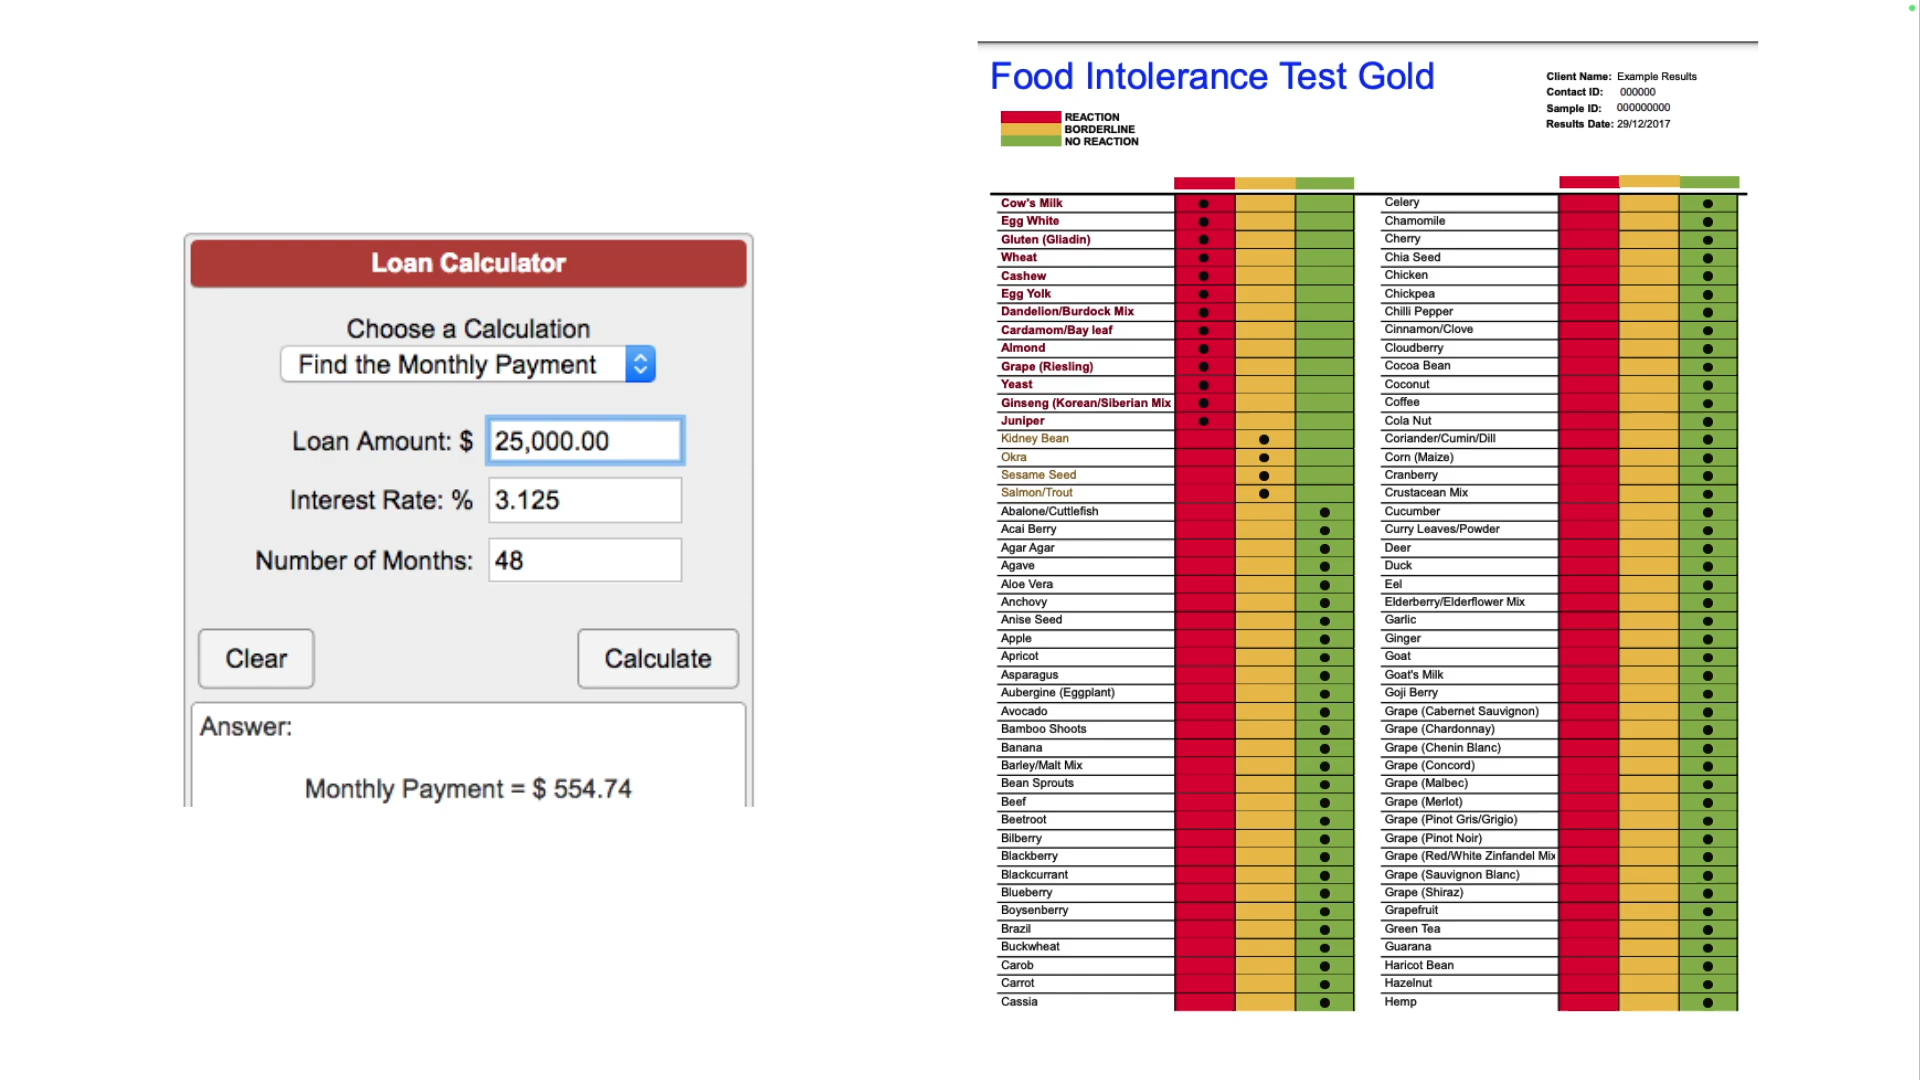 Loan Calculator
Choose a Calculation
Find the Monthly Payment
Loan Amount: $ 25,000.00
Interest Rate: % 3.125
Number of Months: 48
Clear
Calculate
Answer:
Monthly Payment = $ 554.74
Food Intolerance Test Gold
Client Name: Example Results
Contact ID: 000000
Sample ID: 000000000
Results Date: 29/12/2017
REACTION
BORDERLINE
NO REACTION
Cow's Milk
Egg White
Gluten (Gliadin)
Wheat
Cashew
Egg Yolk
Dandelion/Burdock Mix
Cardamom/Bay leaf
Almond
Grape (Riesling)
Yeast
Ginseng (Korean/Siberian Mix
Juniper
Kidney Bean
Okra
Sesame Seed
Salmon/Trout
Abalone/Cuttlefish
Acai Berry
Agar Agar
Agave
Aloe Vera
Anchovy
Anise Seed
Apple
Apricot
Asparagus
Aubergine (Eggplant)
Avocado
Bamboo Shoots
Banana
Barley/Malt Mix
Bean Sprouts
Beef
Beetroot
Bilberry
Blackberry
Blackcurrant
Blueberry
Boysenberry
Brazil
Buckwheat
Carob
Carrot
Cassia
Celery
Chamomile
Cherry
Chia Seed
Chicken
Chickpea
Chilli Pepper
Cinnamon/Clove
Cloudberry
Cocoa Bean
Coconut
Coffee
Cola Nut
Coriander/Cumin/Dill
Corn (Maize)
Cranberry
Crustacean Mix
Cucumber
Curry Leaves/Powder
Deer
Duck
Eel
Elderberry/Elderflower Mix
Garlic
Ginger
Goat
Goat's Milk
Goji Berry
Grape (Cabernet Sauvignon)
Grape (Chardonnay)
Grape (Chenin Blanc)
Grape (Concord)
Grape (Malbec)
Grape (Merlot)
Grape (Pinot Gris/Grigio)
Grape (Pinot Noir)
Grape (Red/White Zinfandel Mix
Grape (Sauvignon Blanc)
Grape (Shiraz)
Grapefruit
Green Tea
Guarana
Haricot Bean
Hazelnut
Hemp